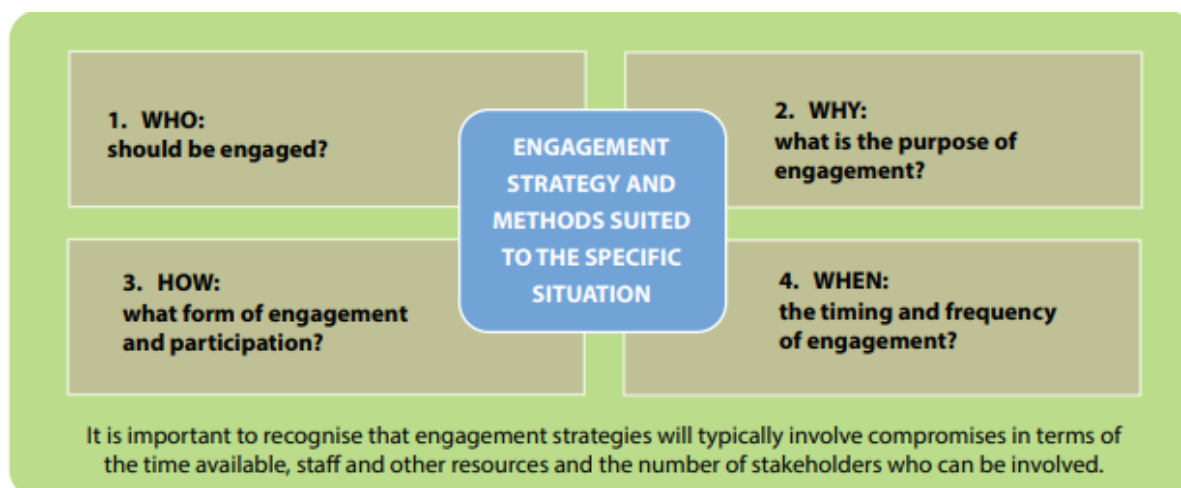 1. WHO:
should be engaged?
2. WHY:
what is the purpose of
engagement?
ENGAGEMENT
STRATEGY AND
METHODS SUITED
TO THE SPECIFIC
SITUATION
3. HOW:
what form of engagement
and participation?
4. WHEN:
the timing and frequency
of engagement?
It is important to recognise that engagement strategies will typically involve compromises in terms of
the time available, staff and other resources and the number of stakeholders who can be involved.